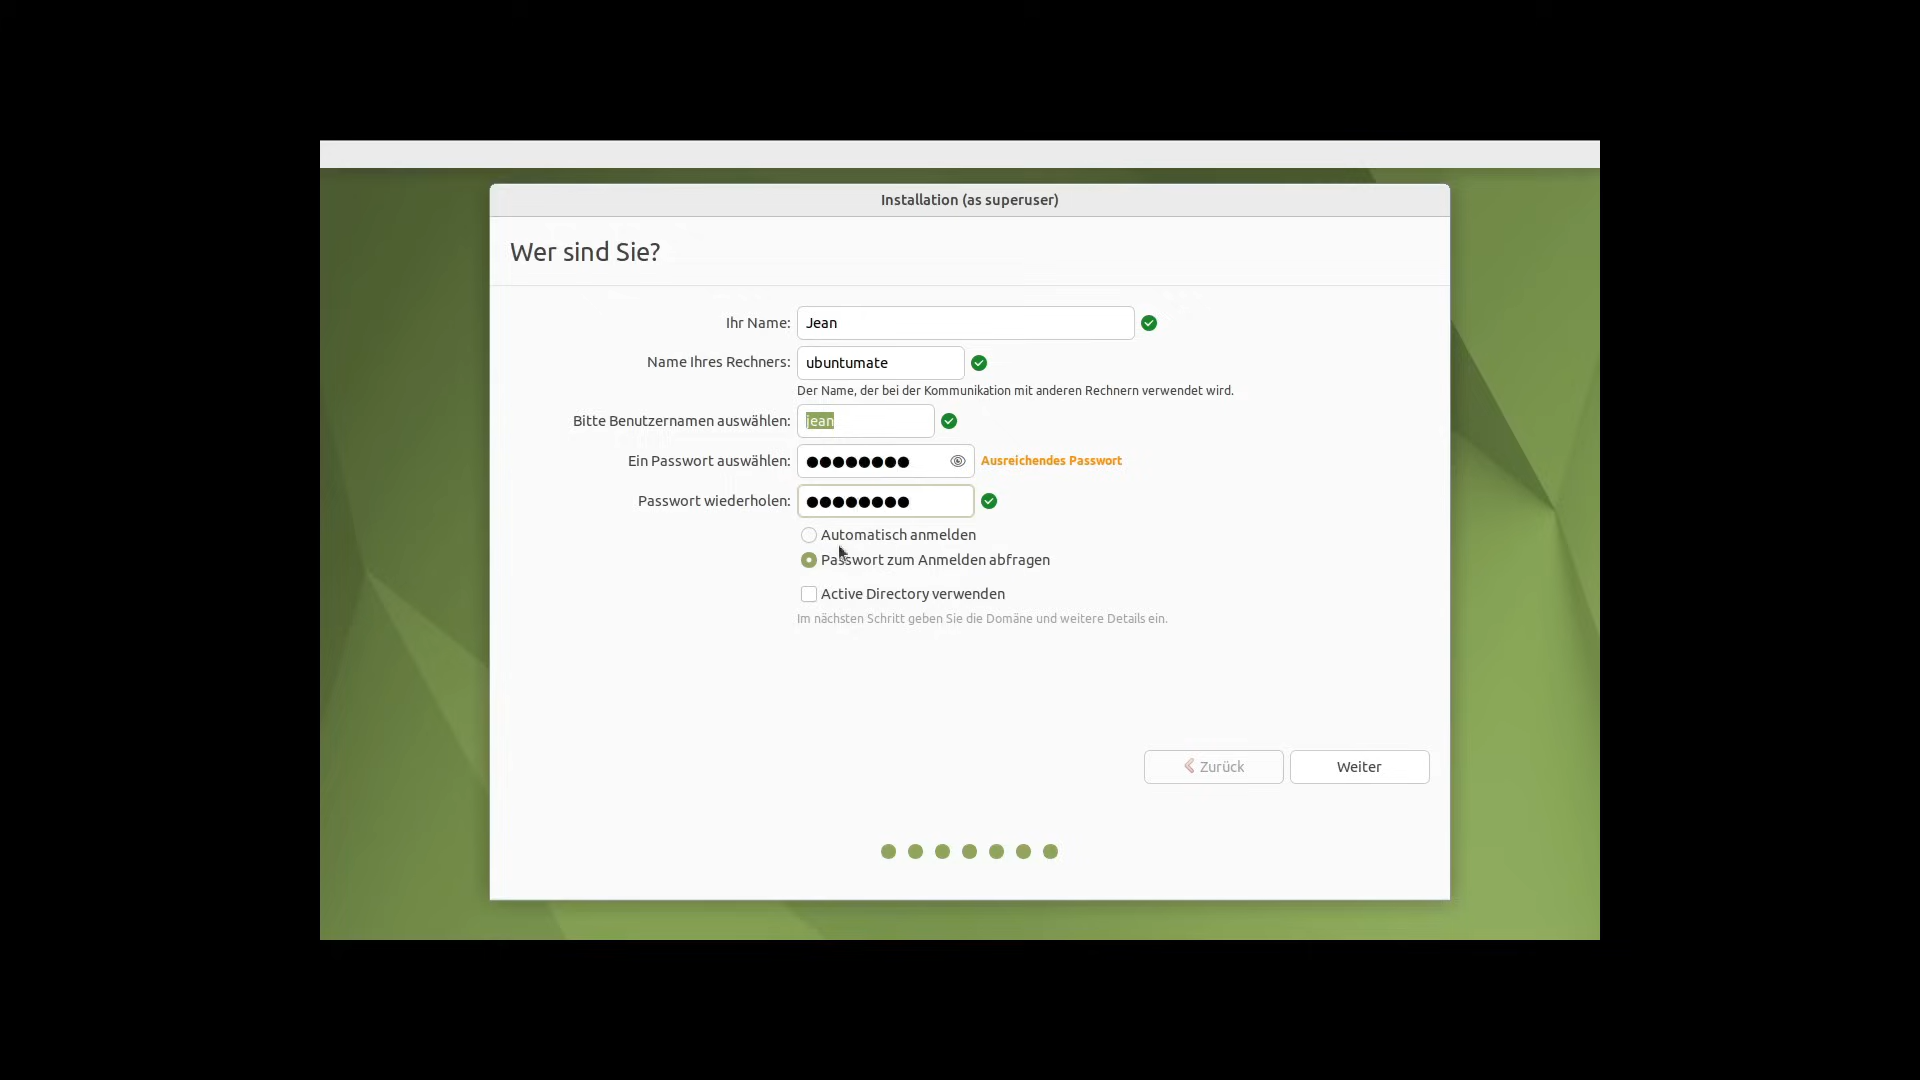 Installation (as superuser)
Wer sind Sie?
Ihr Name: Jean
Name Ihres Rechners: ubuntumate
Der Name, der bei der Kommunikation mit anderen Rechnern verwendet wird.
Bitte Benutzernamen auswählen: jean
Ein Passwort auswählen: ●●●●●●●● Ausreichendes Passwort
Passwort wiederholen: ●●●●●●●●
Automatisch anmelden
Passwort zum Anmelden abfragen
Active Directory verwenden
Im nächsten Schritt geben Sie die Domäne und weitere Details ein.
Zurück Weiter